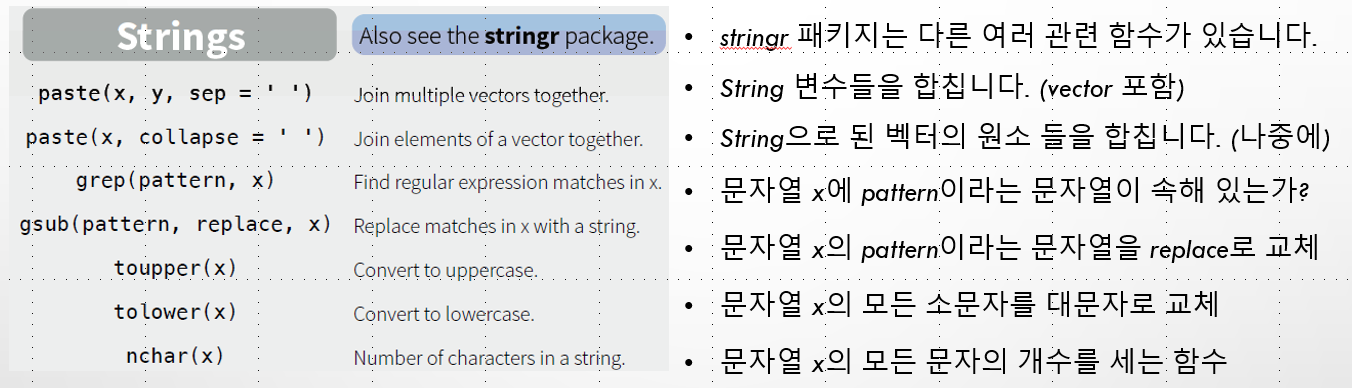 Strings
Also see the stringr package.
• stringr 패키지는 다른 여러 관련 함수가 있습니다.
paste(x, y, sep = ' ')
Join multiple vectors together.
• String 변수들을 합칩니다. (vector 포함)
paste(x, collapse = ' ')
Join elements of a vector together.
• String으로 된 벡터의 원소 들을 합칩니다. (나중에)
grep(pattern, x)
Find regular expression matches in x.
• 문자열 x에 pattern이라는 문자열이 속해 있는가?
gsub(pattern, replace, x)
Replace matches in x with a string.
• 문자열 x의 pattern이라는 문자열을 replace로 교체
toupper(x)
Convert to uppercase.
• 문자열 x의 모든 소문자를 대문자로 교체
tolower(x)
Convert to lowercase.
nchar(x)
Number of characters in a string.
• 문자열 x의 모든 문자의 개수를 세는 함수